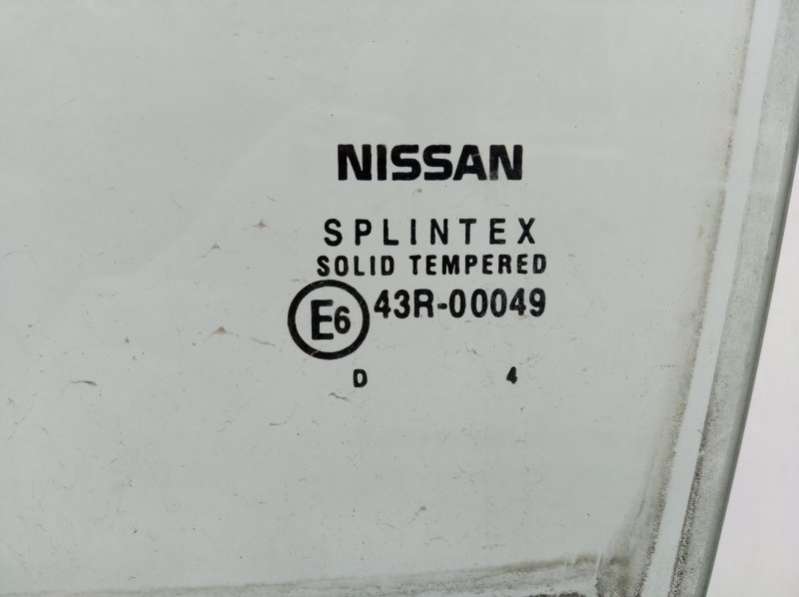 NISSAN
SPLINTEX
SOLID TEMPERED
E6 43R-00049
D 4